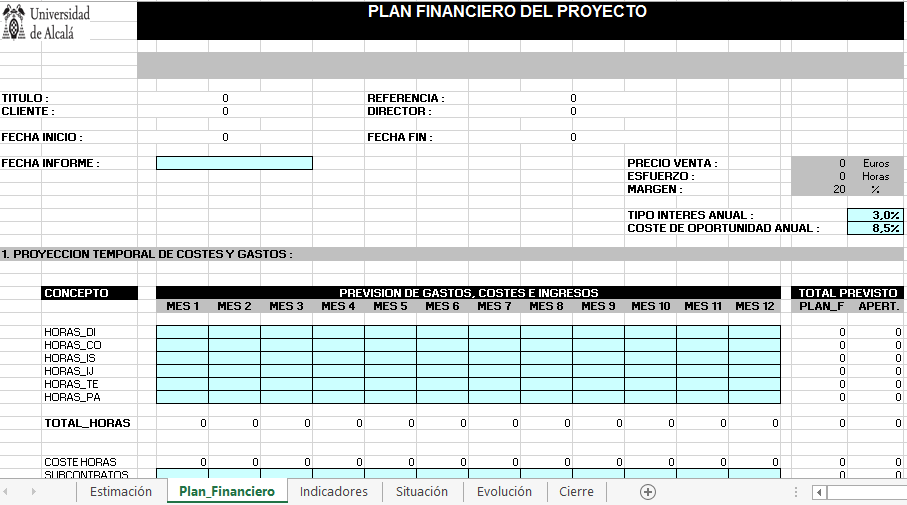 Universidad
de Alcalá
PLAN FINANCIERO DEL PROYECTO
TITULO : 0 REFERENCIA : 0
CLIENTE : 0 DIRECTOR : 0
FECHA INICIO : 0 FECHA FIN : 0
FECHA INFORME : PRECIO VENTA : 0 Euros
ESFUERZO : 0 Horas
MARGEN : 20 %
TIPO INTERES ANUAL : 3,0%
COSTE DE OPORTUNIDAD ANUAL : 8,5%
1. PROYECCION TEMPORAL DE COSTES Y GASTOS :
CONCEPTO PREVISION DE GASTOS, COSTES E INGRESOS TOTAL PREVISTO
MES 1 MES 2 MES 3 MES 4 MES 5 MES 6 MES 7 MES 8 MES 9 MES 10 MES 11 MES 12 PLAN_F APERT.
HORAS_DI 0 0
HORAS_CO 0 0
HORAS_IS 0 0
HORAS_IJ 0 0
HORAS_TE 0 0
HORAS_PA 0 0
TOTAL_HORAS 0 0 0 0 0 0 0 0 0 0 0 0 0 0
COSTE HORAS 0 0 0 0 0 0 0 0 0 0 0 0 0 0
SUBCONTRATOS 0 0
Estimación Plan_Financiero Indicadores Situación Evolución Cierre